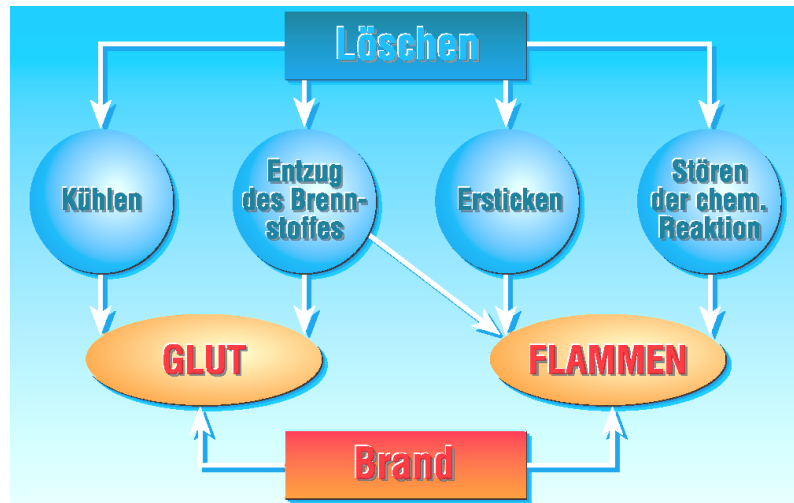 Löschen
Kühlen
Entzug
des Brenn-
stoffes
Ersticken
Stören
der chem.
Reaktion
GLUT
FLAMMEN
Brand